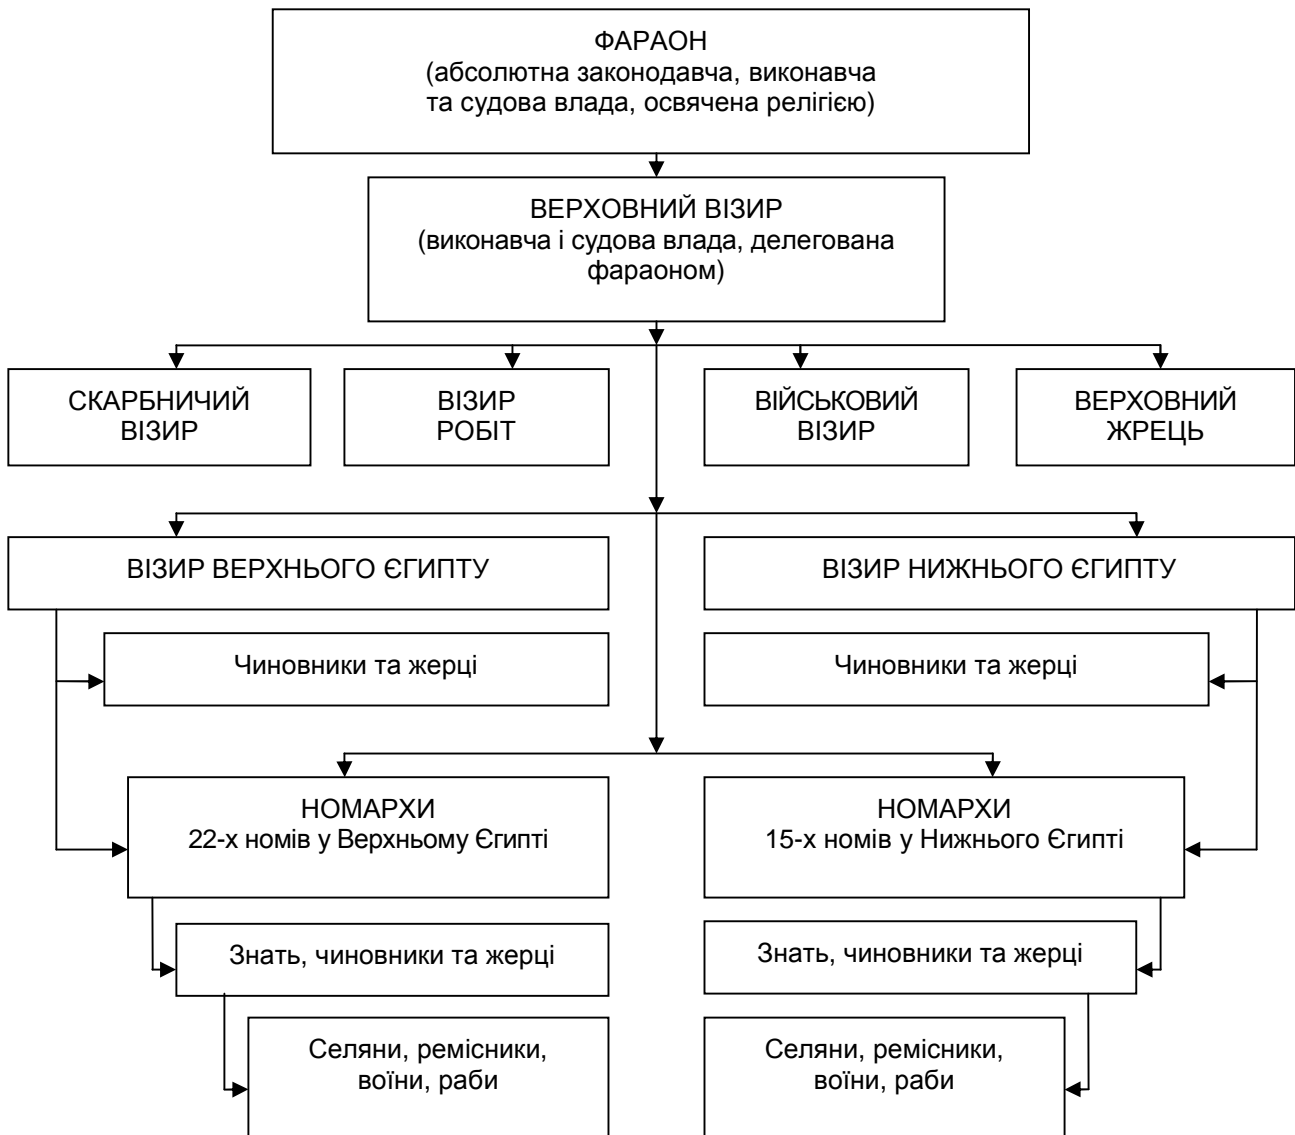 ФАРАОН
(абсолютна законодавча, виконавча
та судова влада, освячена релігією)
ВЕРХОВНИЙ ВІЗИР
(виконавча і судова влада, делегована
фараоном)
СКАРБНИЧИЙ
ВІЗИР
ВІЗИР
РОБІТ
ВІЙСЬКОВИЙ
ВІЗИР
ВЕРХОВНИЙ
ЖРЕЦЬ
ВІЗИР ВЕРХНЬОГО ЄГИПТУ
ВІЗИР НИЖНЬОГО ЄГИПТУ
Чиновники та жерці
Чиновники та жерці
НОМАРХИ
22-х номів у Верхньому Єгипті
НОМАРХИ
15-х номів у Нижнього Єгипті
Знать, чиновники та жерці
Знать, чиновники та жерці
Селяни, ремісники,
воїни, раби
Селяни, ремісники,
воїни, раби